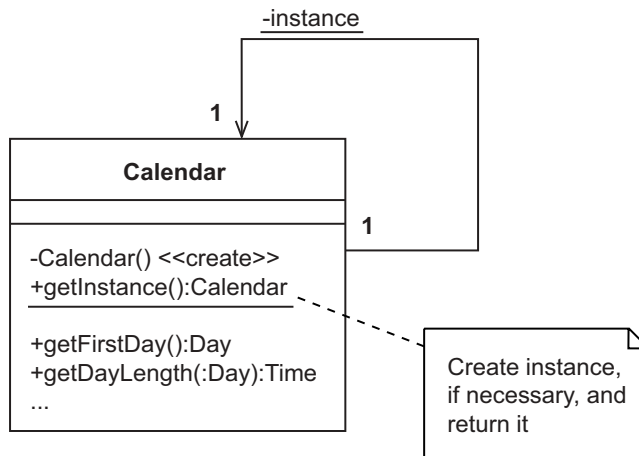 -instance
1
Calendar
1
-Calendar() <<create>>
+getInstance():Calendar
+getFirstDay():Day
+getDayLength(:Day):Time
...
Create instance,
if necessary, and
return it